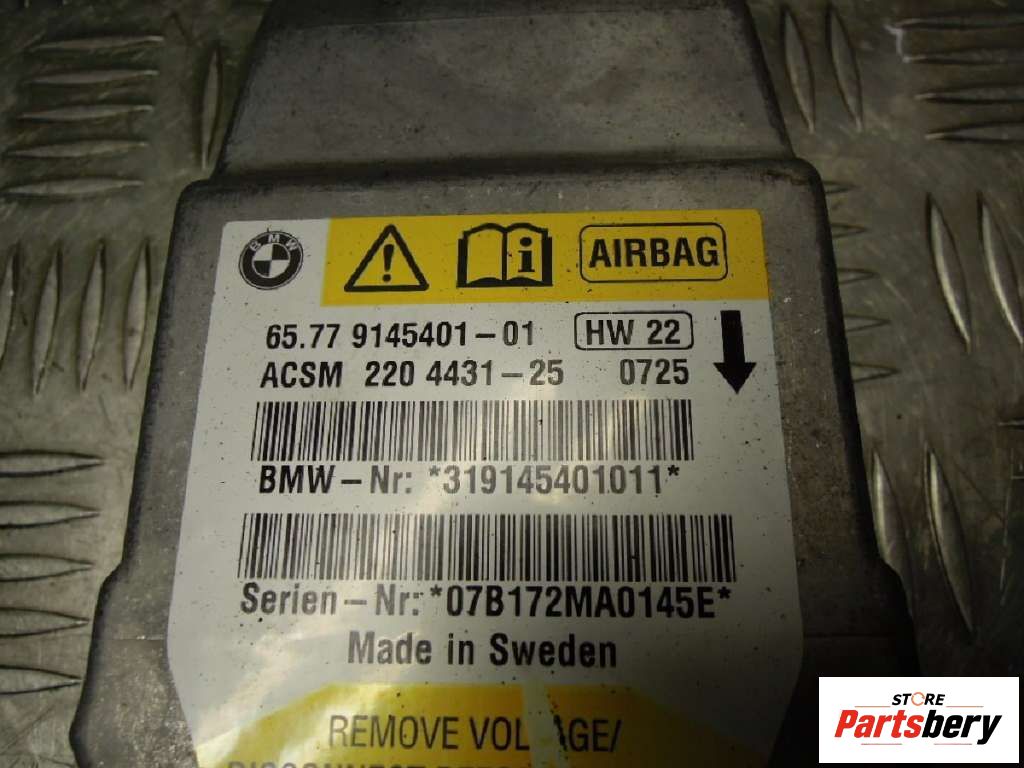 BMW
AIRBAG
65.77 9145401-01 HW 22
ACSM 220 4431-25 0725
BMW-Nr: *319145401011*
Serien-Nr: *07B172MA0145E*
Made in Sweden
REMOVE VOLTAGE/
STORE
Partsbery